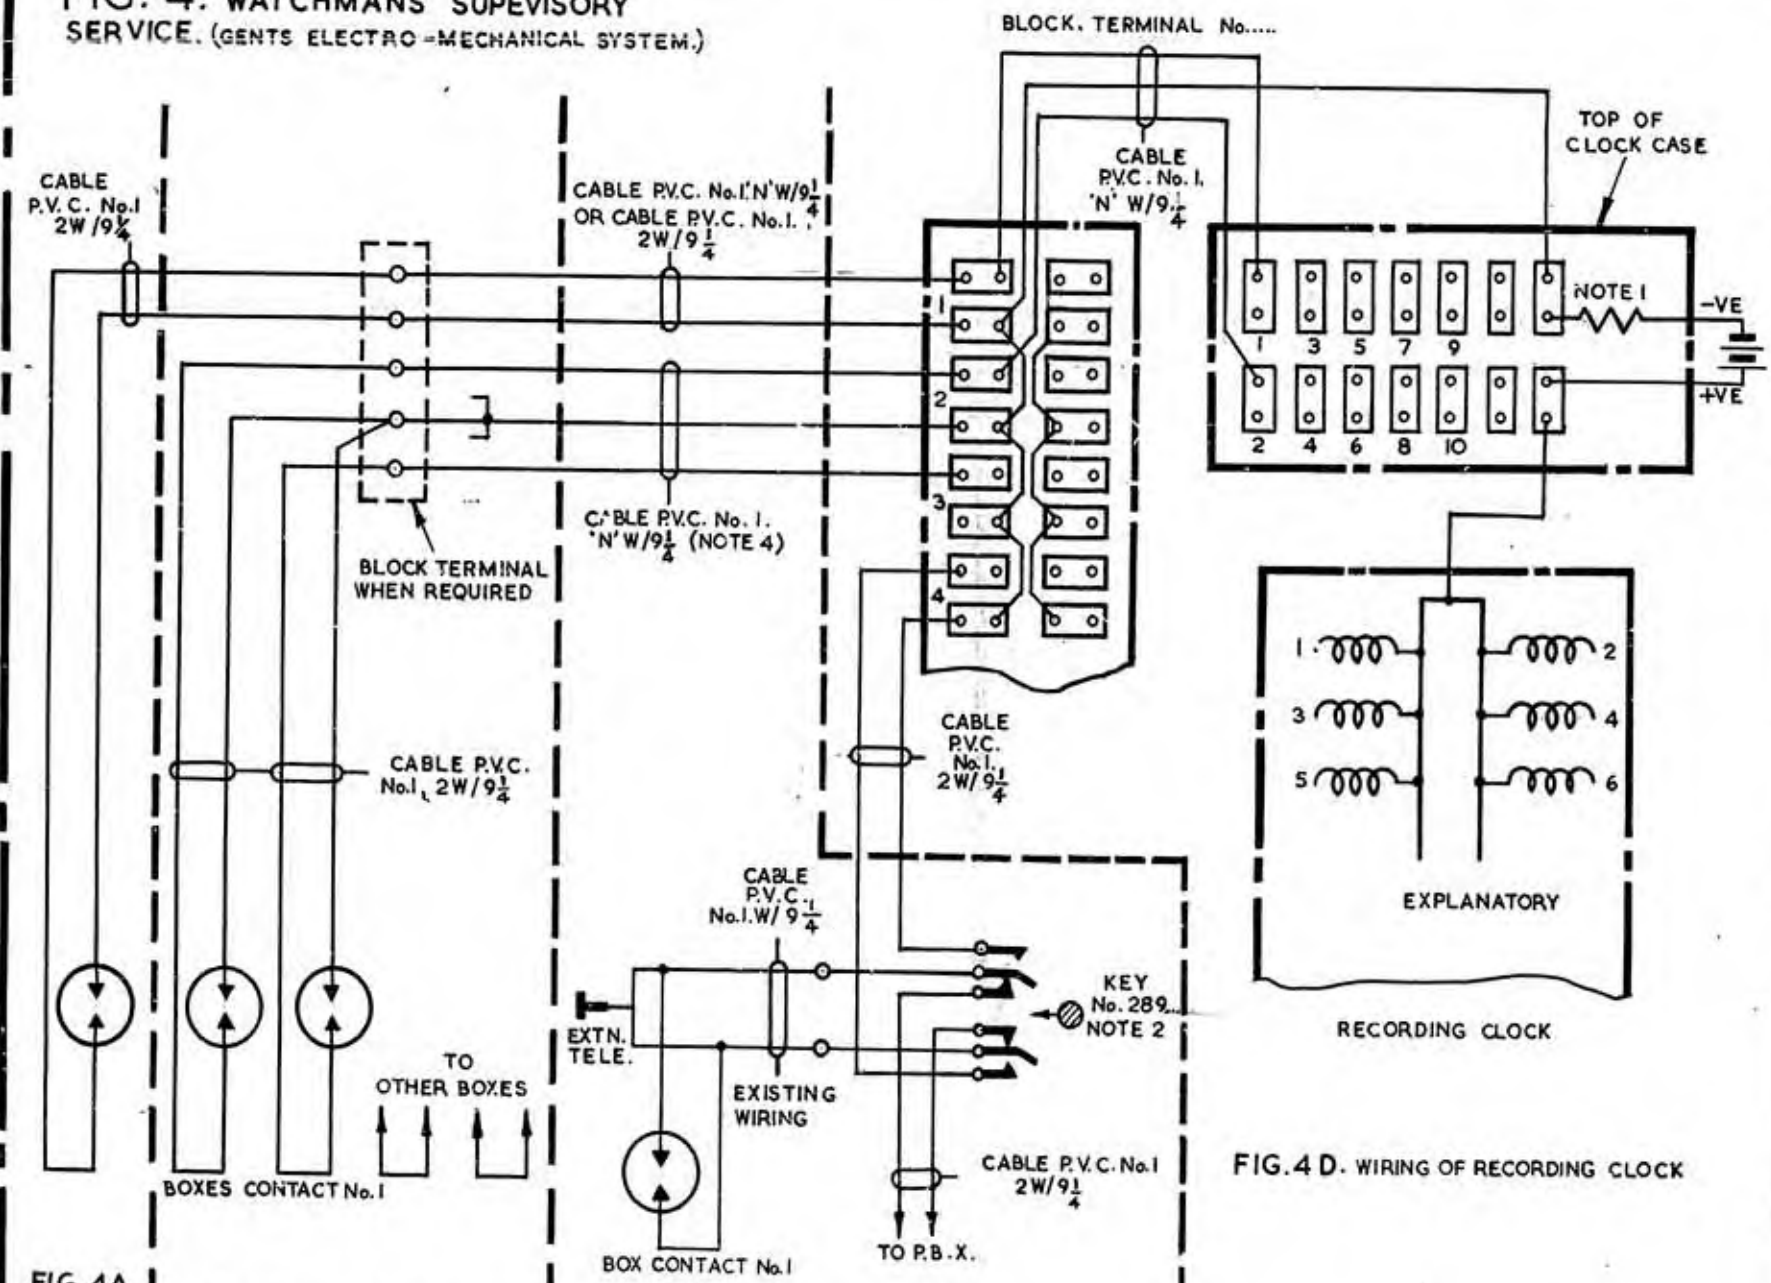 FIG. 4. WATCHMANS SUPEVISORY
SERVICE. (GENTS ELECTRO=MECHANICAL SYSTEM.)
BLOCK. TERMINAL No.....
TOP OF
CLOCK CASE
CABLE
P.V.C. No.1
2W/9¼
CABLE P.V.C. No.1.'N'W/9¼
OR CABLE P.V.C. No.1.
2W/9¼
CABLE
P.V.C. No.1.
'N' W/9.¼
NOTE 1
-VE
+VE
1 3 5 7 9
2 4 6 8 10
1
2
3
4
CABLE P.V.C. No.1.
'N' W/9¼ (NOTE 4)
BLOCK TERMINAL
WHEN REQUIRED
1. 2
3 4
5 6
EXPLANATORY
RECORDING CLOCK
CABLE P.V.C.
No.1, 2W/9¼
CABLE
P.V.C.
No.1.
2W/9¼
CABLE
P.V.C.
No.1.W/9¼
EXTN.
TELE.
KEY
No. 289...
NOTE 2
TO
OTHER BOXES
EXISTING
WIRING
BOXES CONTACT No.1
CABLE P.V.C. No.1
2W/9¼
FIG.4 D. WIRING OF RECORDING CLOCK
BOX CONTACT No.1
TO P.B.X.
FIG. 4A